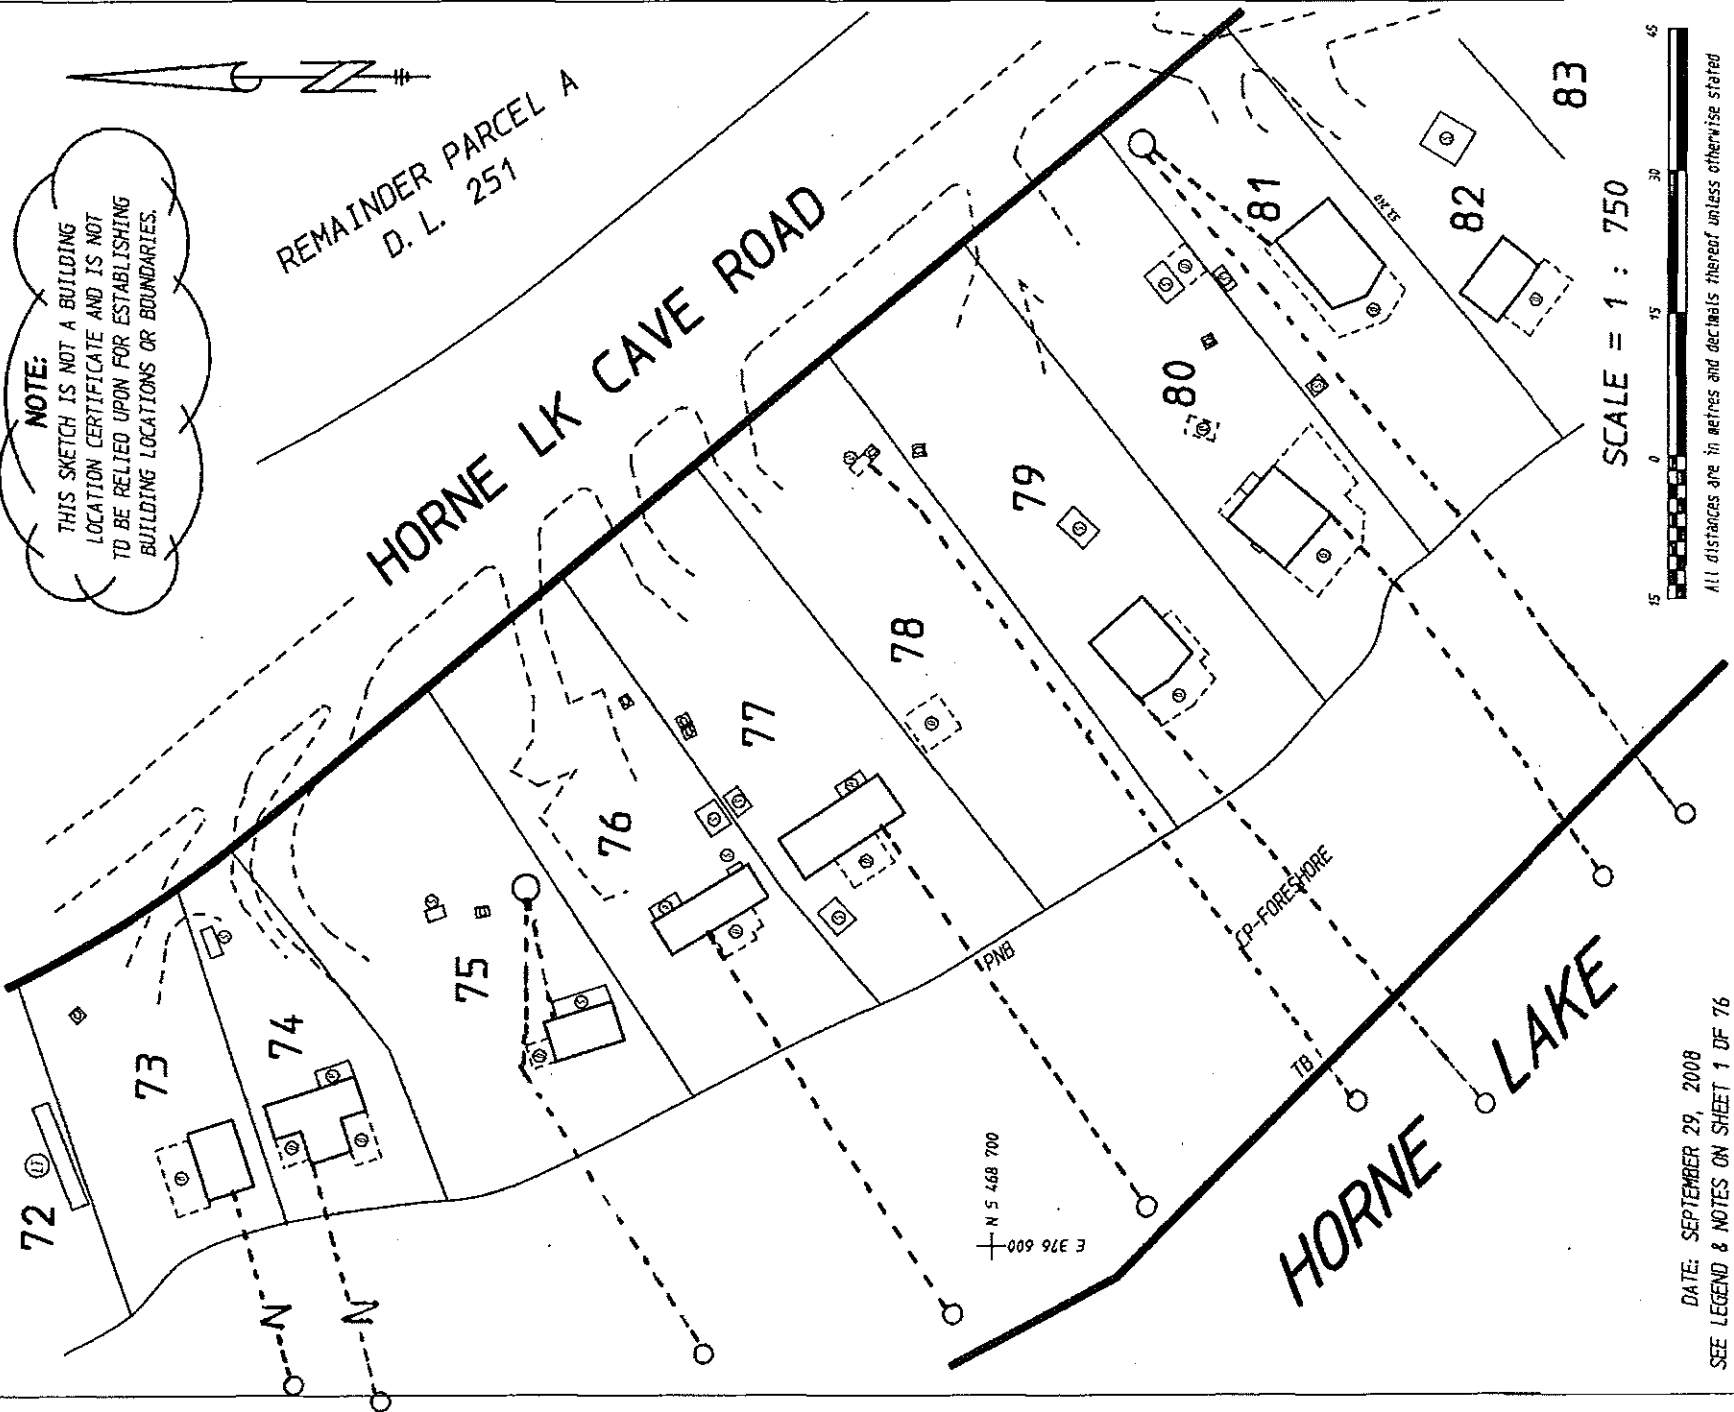 NOTE:
THIS SKETCH IS NOT A BUILDING
LOCATION CERTIFICATE AND IS NOT
TO BE RELIED UPON FOR ESTABLISHING
BUILDING LOCATIONS OR BOUNDARIES.
N
REMAINDER PARCEL A
D. L. 251
HORNE LK CAVE ROAD
72
LT
73
74
75
76
77
78
79
80
81
82
83
53.240
N
N
PNB
CP-FORESHORE
TB
N 5 468 700
E 376 600
HORNE LAKE
SCALE = 1 : 750
15 0 15 30 45
All distances are in metres and decimals thereof unless otherwise stated
DATE: SEPTEMBER 29, 2008
SEE LEGEND & NOTES ON SHEET 1 OF 76